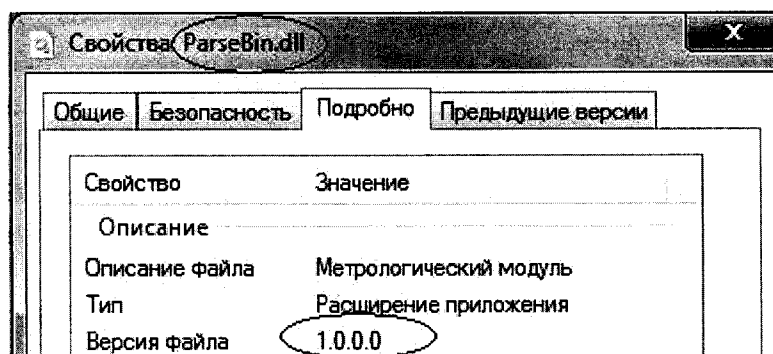 Свойства: ParseBin.dll
x
Общие Безопасность Подробно Предыдущие версии
Свойство Значение
Описание
Описание файла Метрологический модуль
Тип Расширение приложения
Версия файла 1.0.0.0